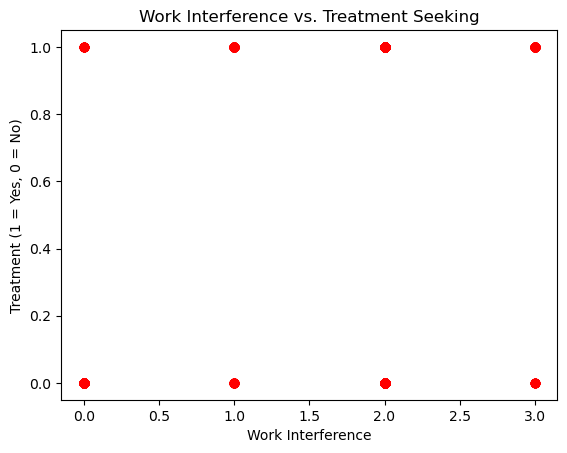 Work Interference vs. Treatment Seeking
1.0
0.8
0.6
0.4
0.2
0.0
Treatment (1 = Yes, 0 = No)
0.0 0.5 1.0 1.5 2.0 2.5 3.0
Work Interference